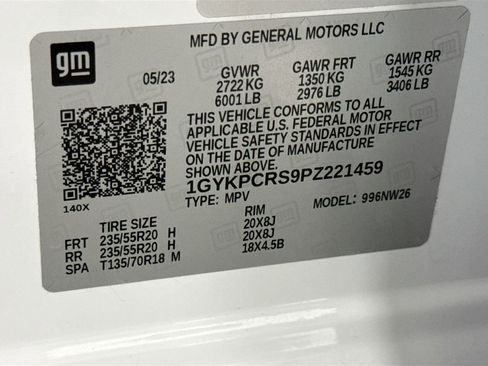 MFD BY GENERAL MOTORS LLC
gm
05/23
GVWR GAWR FRT GAWR RR
2722 KG 1350 KG 1545 KG
6001 LB 2976 LB 3406 LB
THIS VEHICLE CONFORMS TO ALL
APPLICABLE U.S. FEDERAL MOTOR
VEHICLE SAFETY STANDARDS IN EFFECT
ON THE DATE OF MANUFACTURE
SHOWN ABOVE.
1GYKPCRS9PZ221459
140X
TYPE: MPV MODEL: 996NW26
TIRE SIZE RIM
FRT 235/55R20 H 20X8J
RR 235/55R20 H 20X8J
SPA T135/70R18 M 18X4.5B